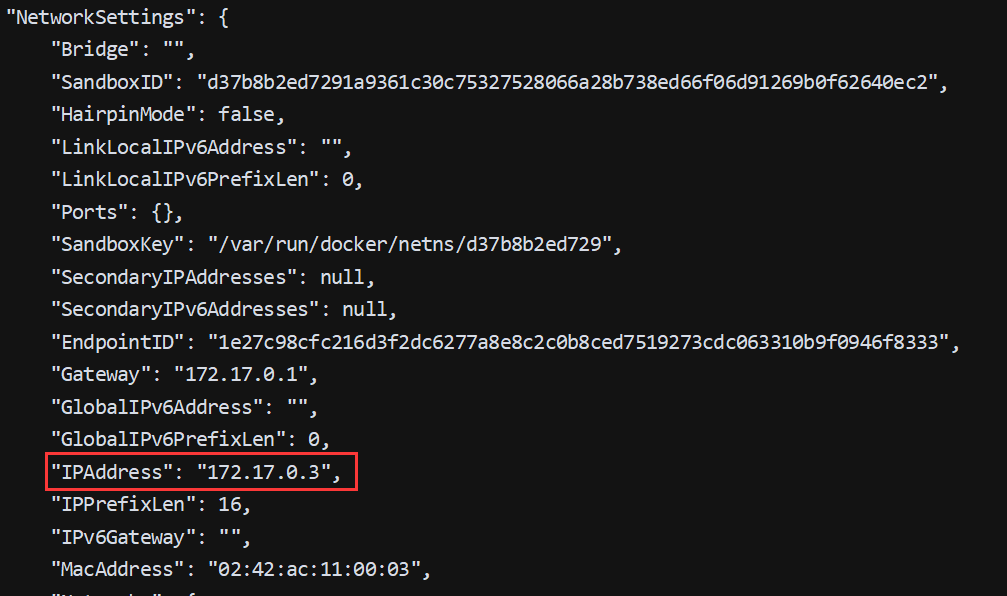 "NetworkSettings": {
"Bridge": "",
"SandboxID": "d37b8b2ed7291a9361c30c75327528066a28b738ed66f06d91269b0f62640ec2",
"HairpinMode": false,
"LinkLocalIPv6Address": "",
"LinkLocalIPv6PrefixLen": 0,
"Ports": {},
"SandboxKey": "/var/run/docker/netns/d37b8b2ed729",
"SecondaryIPAddresses": null,
"SecondaryIPv6Addresses": null,
"EndpointID": "1e27c98cfc216d3f2dc6277a8e8c2c0b8ced7519273cdc063310b9f0946f8333",
"Gateway": "172.17.0.1",
"GlobalIPv6Address": "",
"GlobalIPv6PrefixLen": 0,
"IPAddress": "172.17.0.3",
"IPPrefixLen": 16,
"IPv6Gateway": "",
"MacAddress": "02:42:ac:11:00:03",